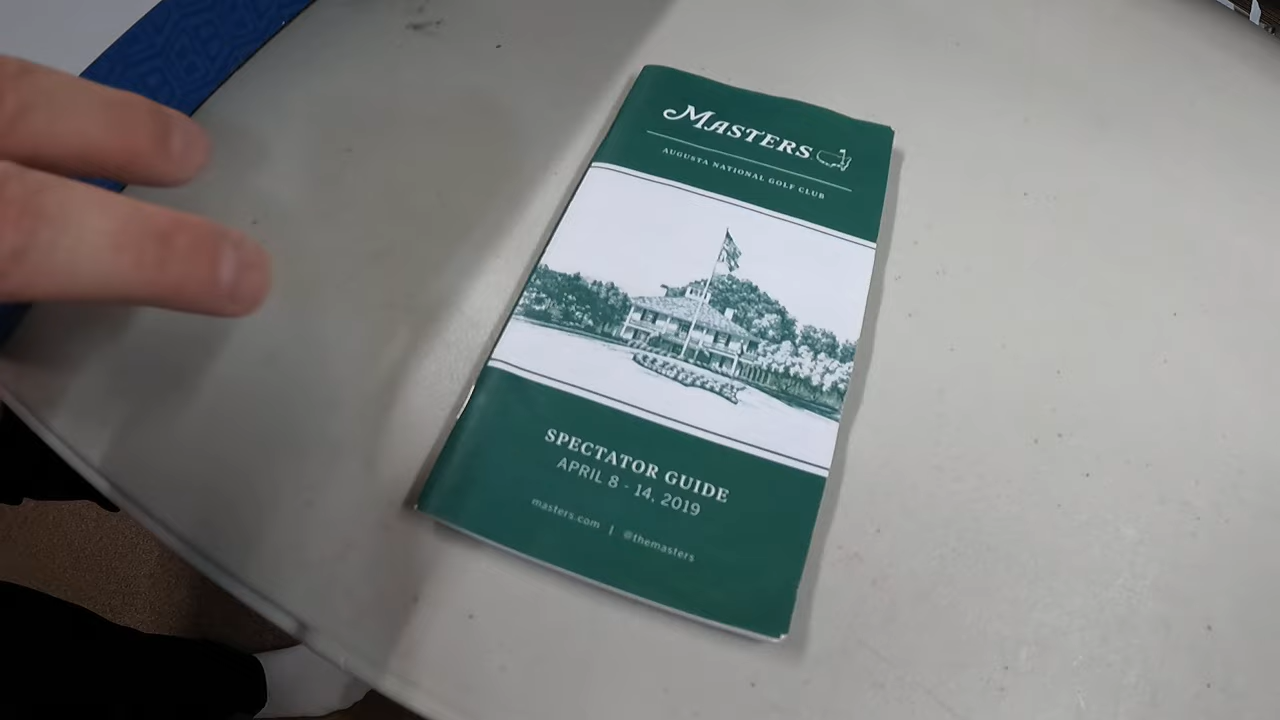 MASTERS
AUGUSTA NATIONAL GOLF CLUB
SPECTATOR GUIDE
APRIL 8 - 14, 2019
masters.com | @themasters